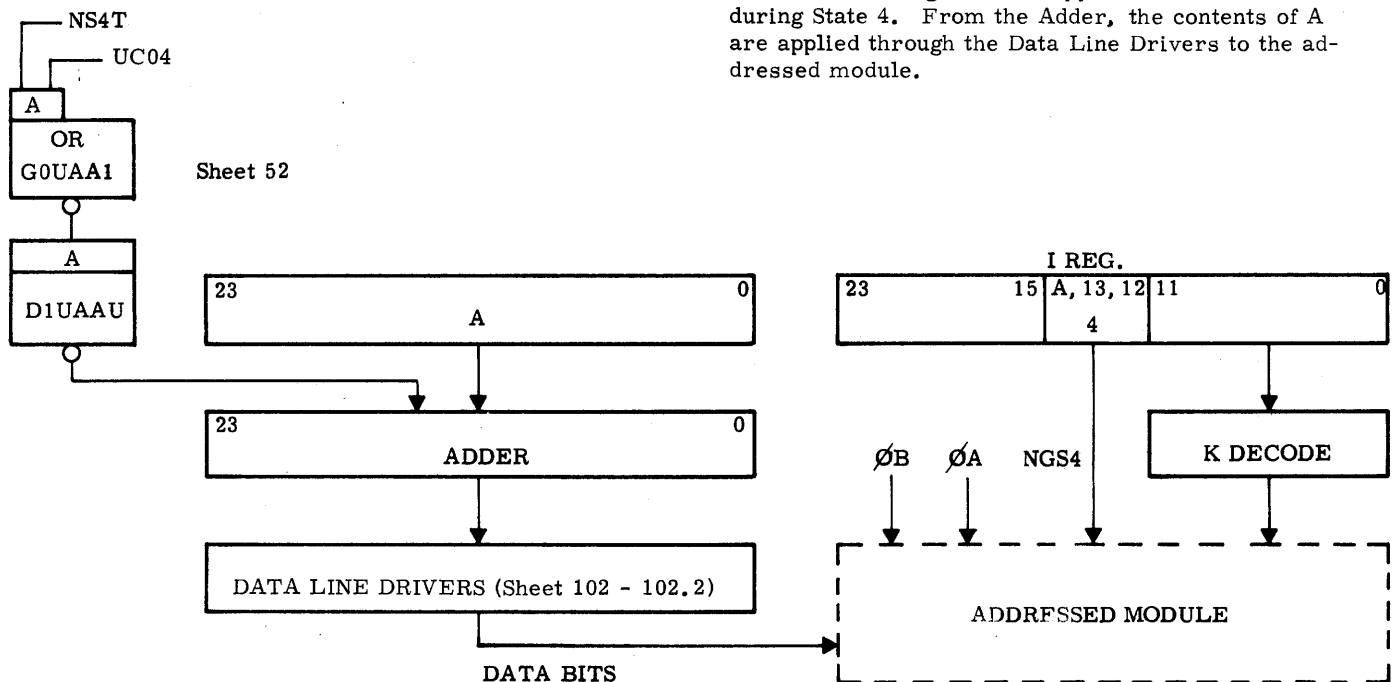 during State 4. From the Adder, the contents of A
are applied through the Data Line Drivers to the ad-
dressed module.
NS4T
UC04
A
OR
G0UAA1
Sheet 52
A
D1UAAU
23 0
A
I REG.
23 15 A, 13, 12 11 0
4
23 0
ADDER
ØB ØA NGS4
K DECODE
DATA LINE DRIVERS (Sheet 102 - 102.2)
ADDRESSED MODULE
DATA BITS